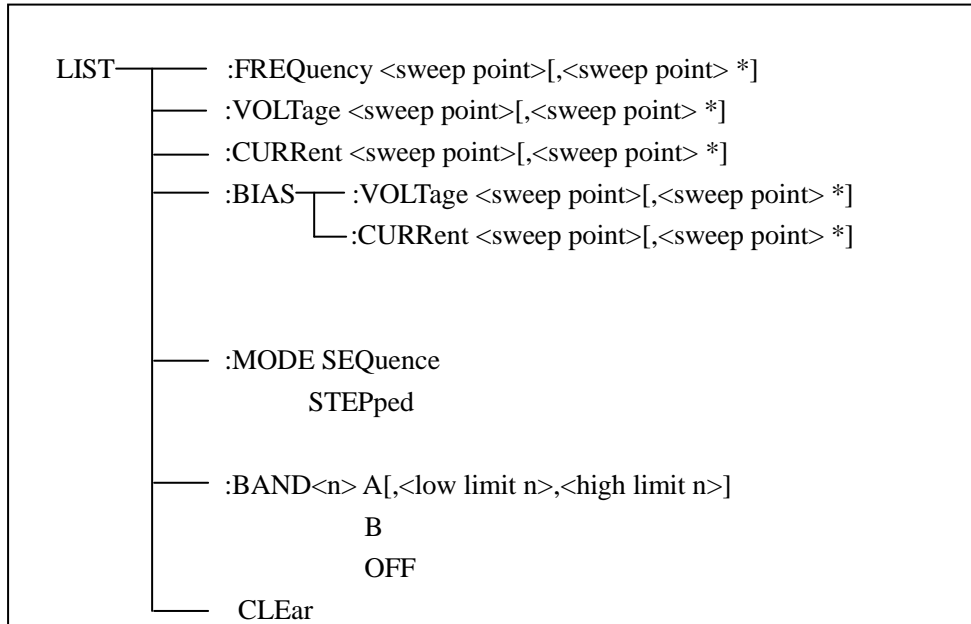 LIST :FREQuency <sweep point>[,<sweep point> *]
:VOLTage <sweep point>[,<sweep point> *]
:CURRent <sweep point>[,<sweep point> *]
:BIAS :VOLTage <sweep point>[,<sweep point> *]
:CURRent <sweep point>[,<sweep point> *]
:MODE SEQuence
STEPped
:BAND<n> A[,<low limit n>,<high limit n>]
B
OFF
CLEar